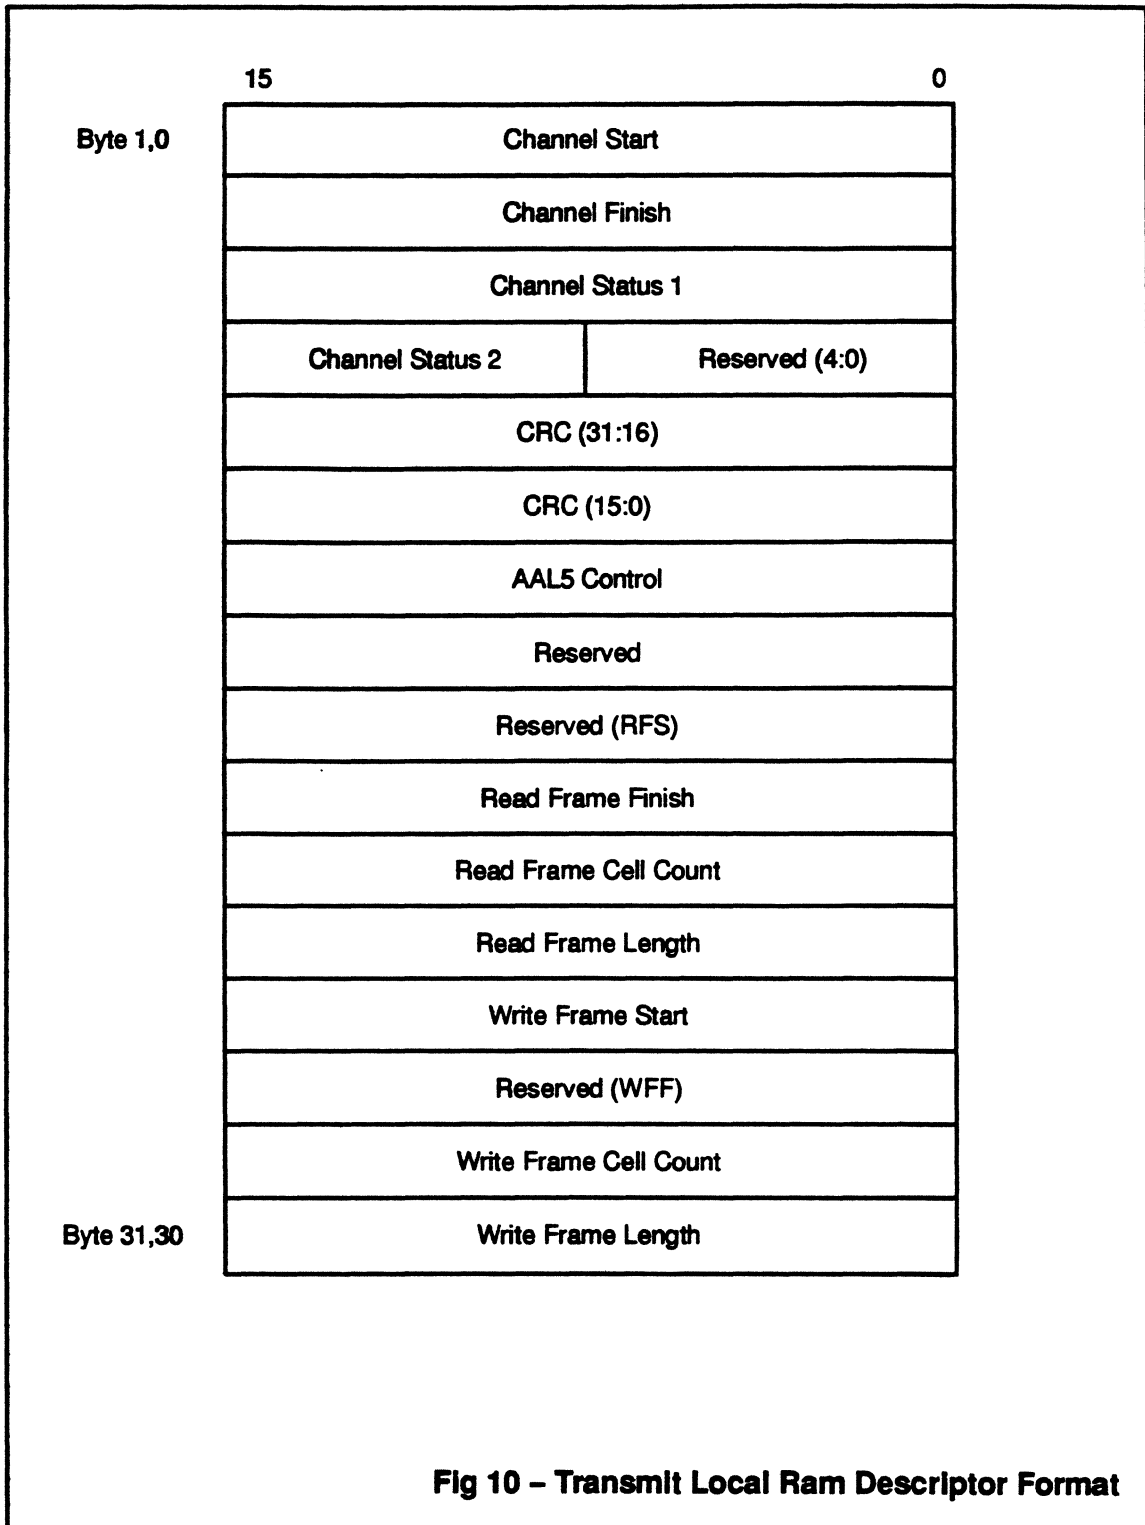 15 0
Byte 1,0 Channel Start
Channel Finish
Channel Status 1
Channel Status 2 Reserved (4:0)
CRC (31:16)
CRC (15:0)
AAL5 Control
Reserved
Reserved (RFS)
Read Frame Finish
Read Frame Cell Count
Read Frame Length
Write Frame Start
Reserved (WFF)
Write Frame Cell Count
Byte 31,30 Write Frame Length
Fig 10 – Transmit Local Ram Descriptor Format